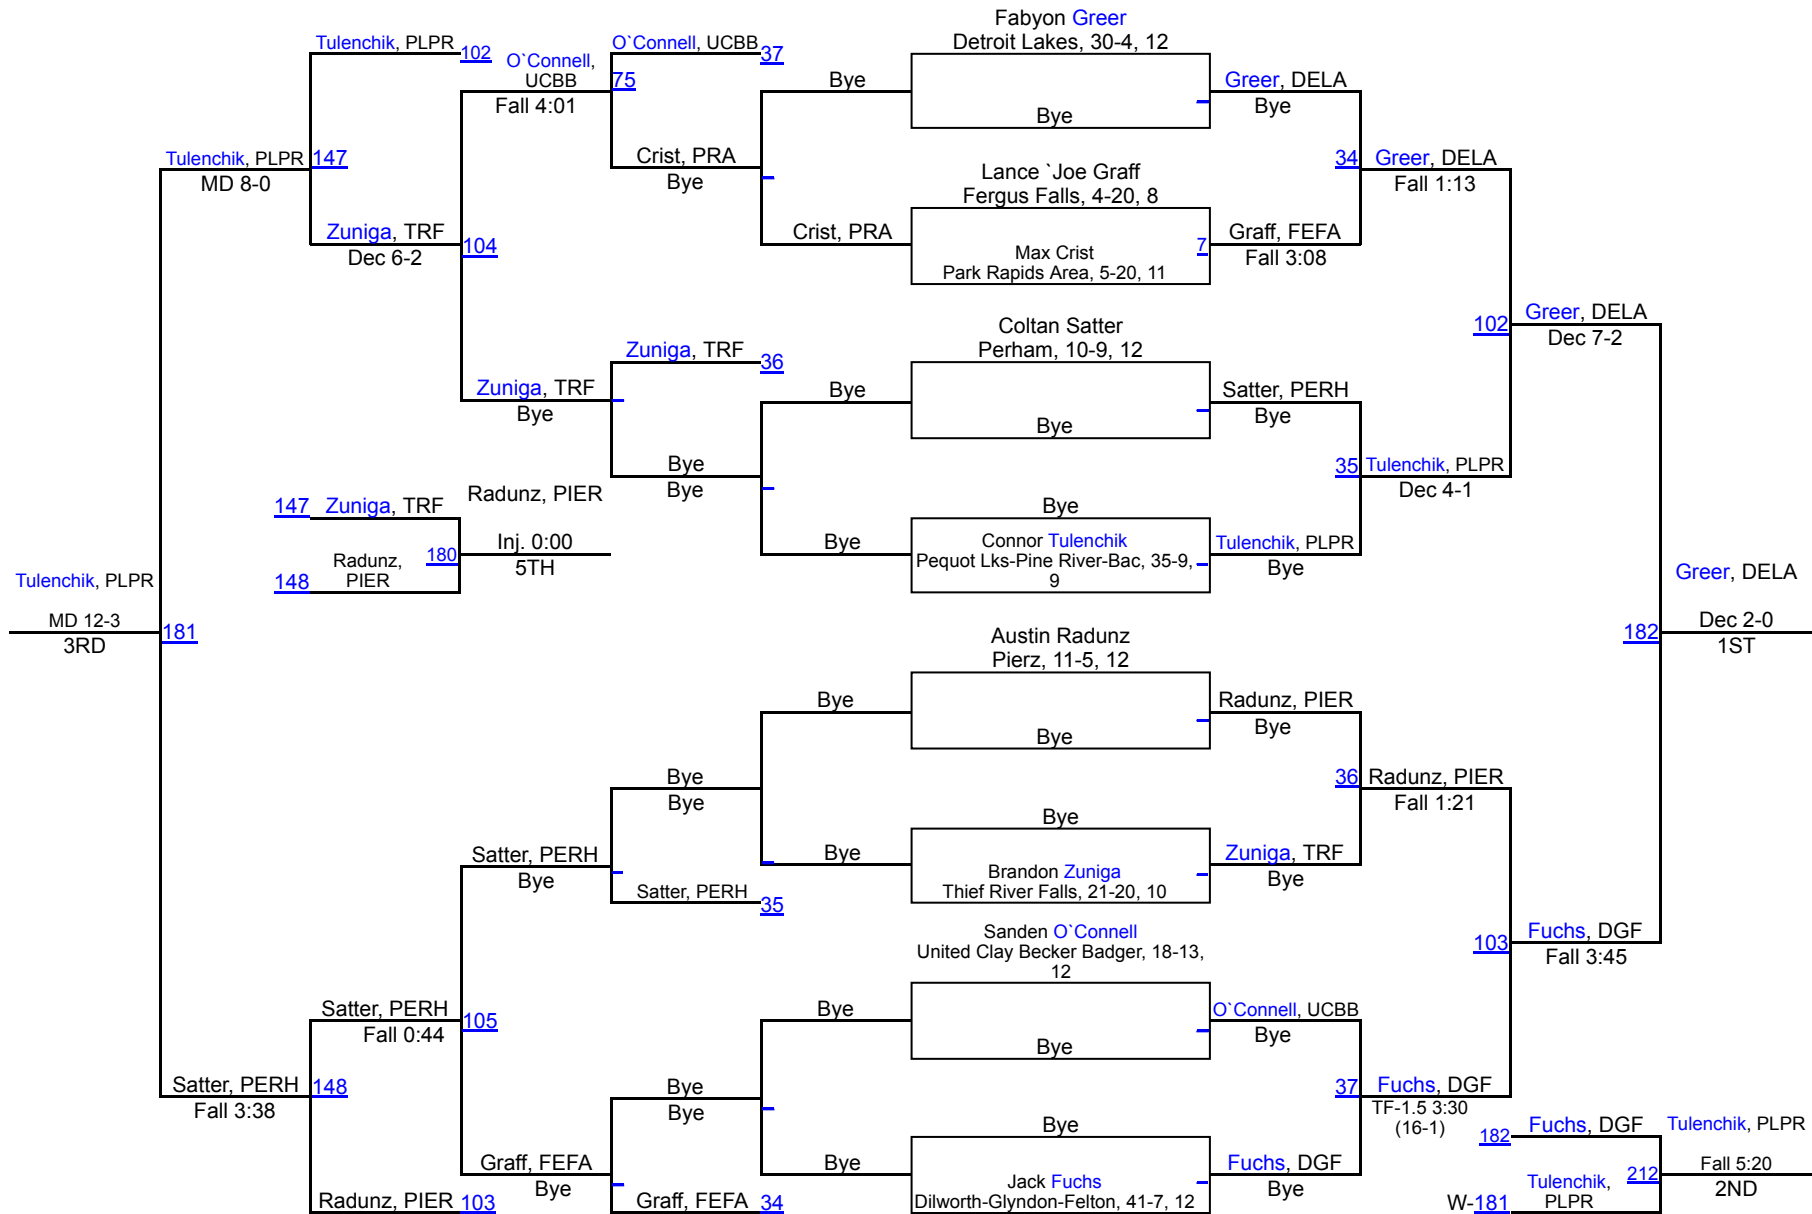 Tulenchik, PLPR
102
O`Connell,
UCBB
Fall 4:01
O`Connell, UCBB
37
75
Crist, PRA
Bye
Tulenchik, PLPR
MD 8-0
147
Zuniga, TRF
Dec 6-2
104
Zuniga, TRF
36
Zuniga, TRF
Bye
Bye
Bye
Bye
Crist, PRA
Bye
Bye
147
Zuniga, TRF
Radunz,
PIER
148
180
Radunz, PIER
Inj. 0:00
5TH
Tulenchik, PLPR
MD 12-3
3RD
181
Fabyon Greer
Detroit Lakes, 30-4, 12
Bye
Greer, DELA
Bye
Lance `Joe Graff
Fergus Falls, 4-20, 8
Max Crist
Park Rapids Area, 5-20, 11
7
Graff, FEFA
Fall 3:08
34
Greer, DELA
Fall 1:13
Coltan Satter
Perham, 10-9, 12
Bye
Satter, PERH
Bye
Bye
Connor Tulenchik
Pequot Lks-Pine River-Bac, 35-9,
9
Tulenchik, PLPR
Bye
35
Tulenchik, PLPR
Dec 4-1
102
Greer, DELA
Dec 7-2
Greer, DELA
182
Dec 2-0
1ST
Austin Radunz
Pierz, 11-5, 12
Bye
Bye
Radunz, PIER
Bye
Bye
Bye
Bye
Bye
Brandon Zuniga
Thief River Falls, 21-20, 10
Zuniga, TRF
Bye
36
Radunz, PIER
Fall 1:21
Satter, PERH
Bye
Satter, PERH
35
Sanden O`Connell
United Clay Becker Badger, 18-13,
12
Bye
Bye
O`Connell, UCBB
Bye
103
Fuchs, DGF
Fall 3:45
Satter, PERH
Fall 0:44
105
Satter, PERH
Fall 3:38
148
Radunz, PIER
103
Graff, FEFA
Bye
Bye
Bye
Graff, FEFA
34
Bye
Bye
Jack Fuchs
Dilworth-Glyndon-Felton, 41-7, 12
Fuchs, DGF
Bye
37
Fuchs, DGF
TF-1.5 3:30
(16-1)
182
Fuchs, DGF
Tulenchik,
PLPR
W-181
212
Tulenchik, PLPR
Fall 5:20
2ND